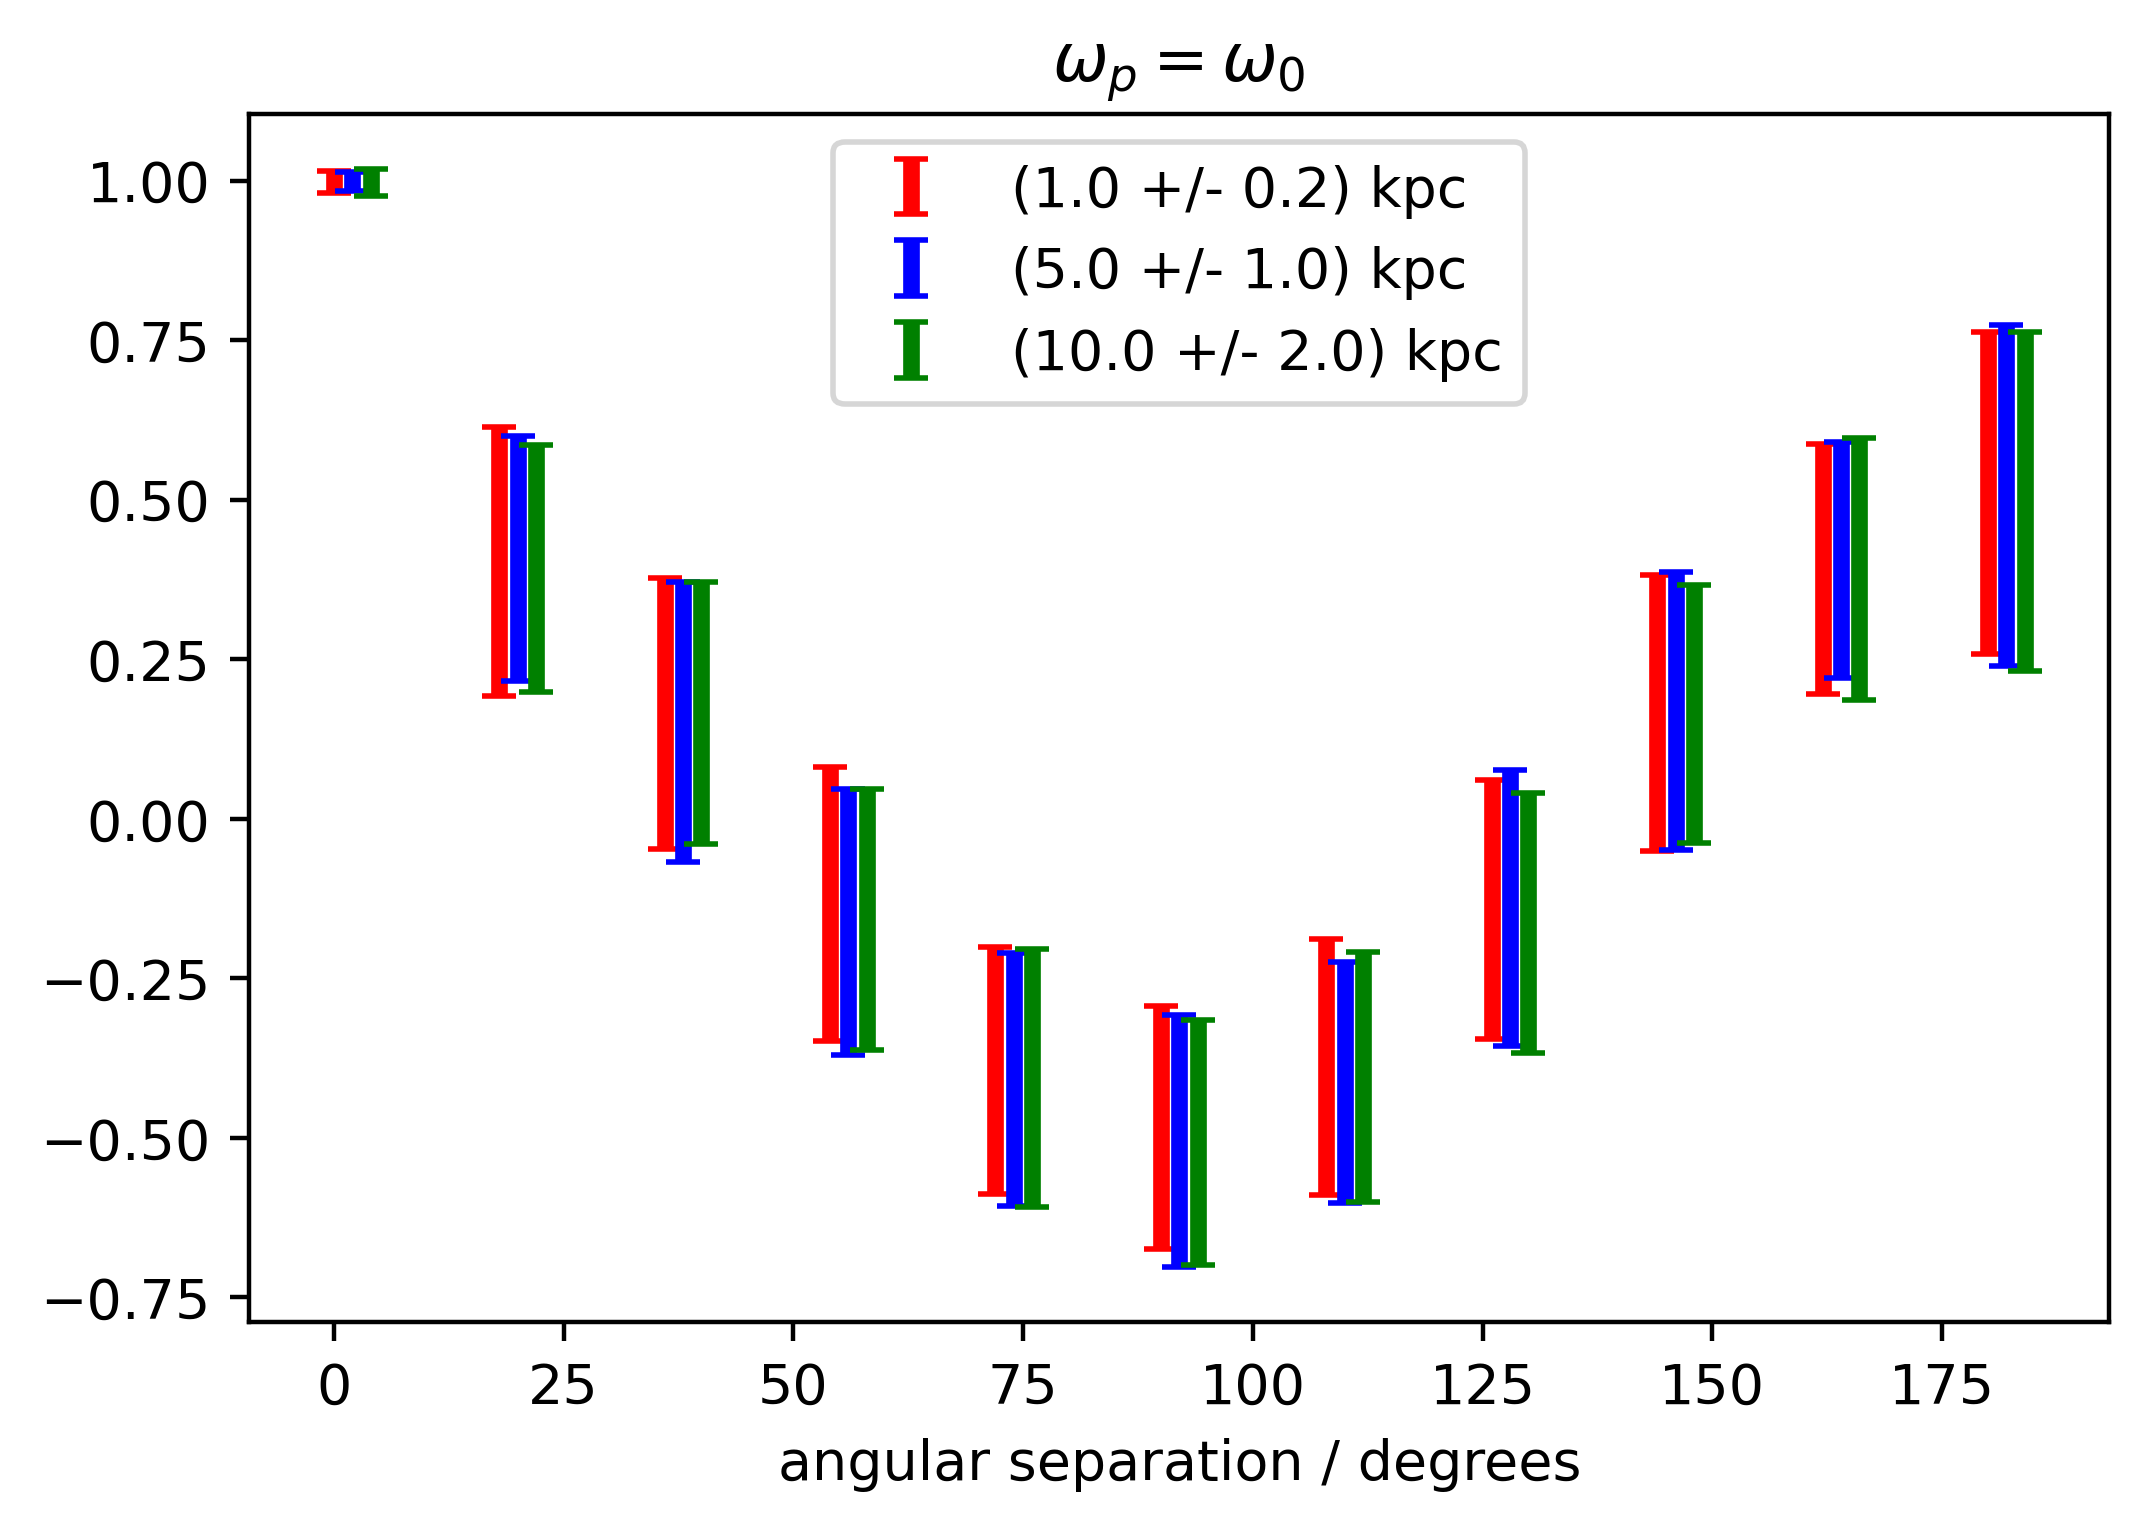 ωₚ = ω₀
1.00
0.75
0.50
0.25
0.00
−0.25
−0.50
−0.75
(1.0 +/- 0.2) kpc
(5.0 +/- 1.0) kpc
(10.0 +/- 2.0) kpc
0 25 50 75 100 125 150 175
angular separation / degrees